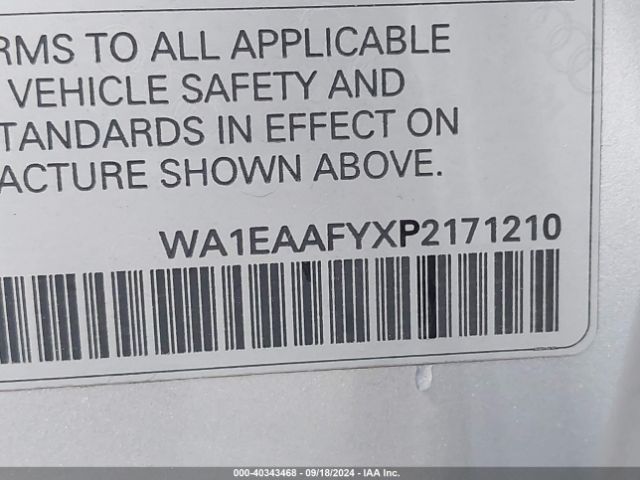 RMS TO ALL APPLICABLE
VEHICLE SAFETY AND
TANDARDS IN EFFECT ON
ACTURE SHOWN ABOVE.
WA1EAAFYXP2171210
000-40343468 - 09/18/2024 - IAA Inc.